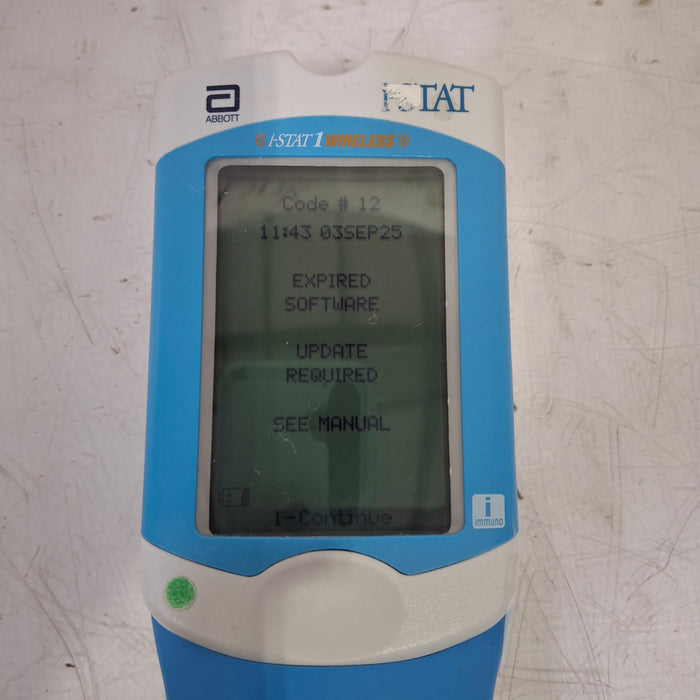 ABBOTT
i-STAT
i-STAT 1 WIRELESS
Code # 12
11:43 03SEP25
EXPIRED
SOFTWARE
UPDATE
REQUIRED
SEE MANUAL
1-Continue
i
immuno